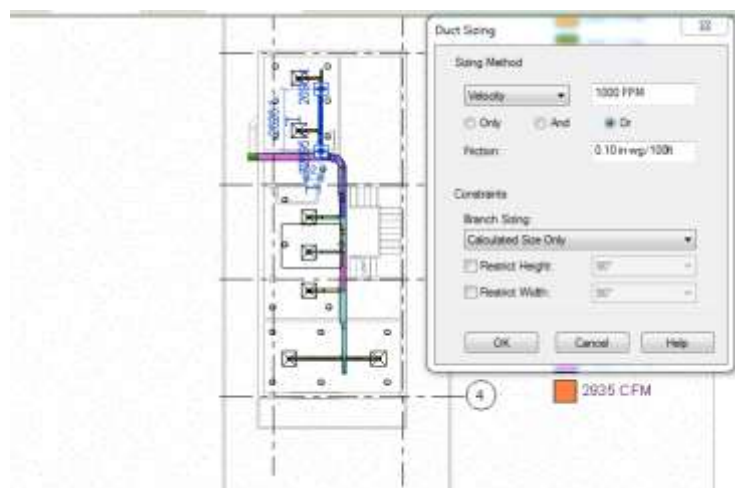 Duct Sizing
Sizing Method
Velocity
1000 FPM
Only
And
Or
Friction:
0.10 in-wg/100ft
Constraints
Branch Sizing:
Calculated Size Only
Restrict Height:
Restrict Width:
OK
Cancel
Help
4
2935 CFM